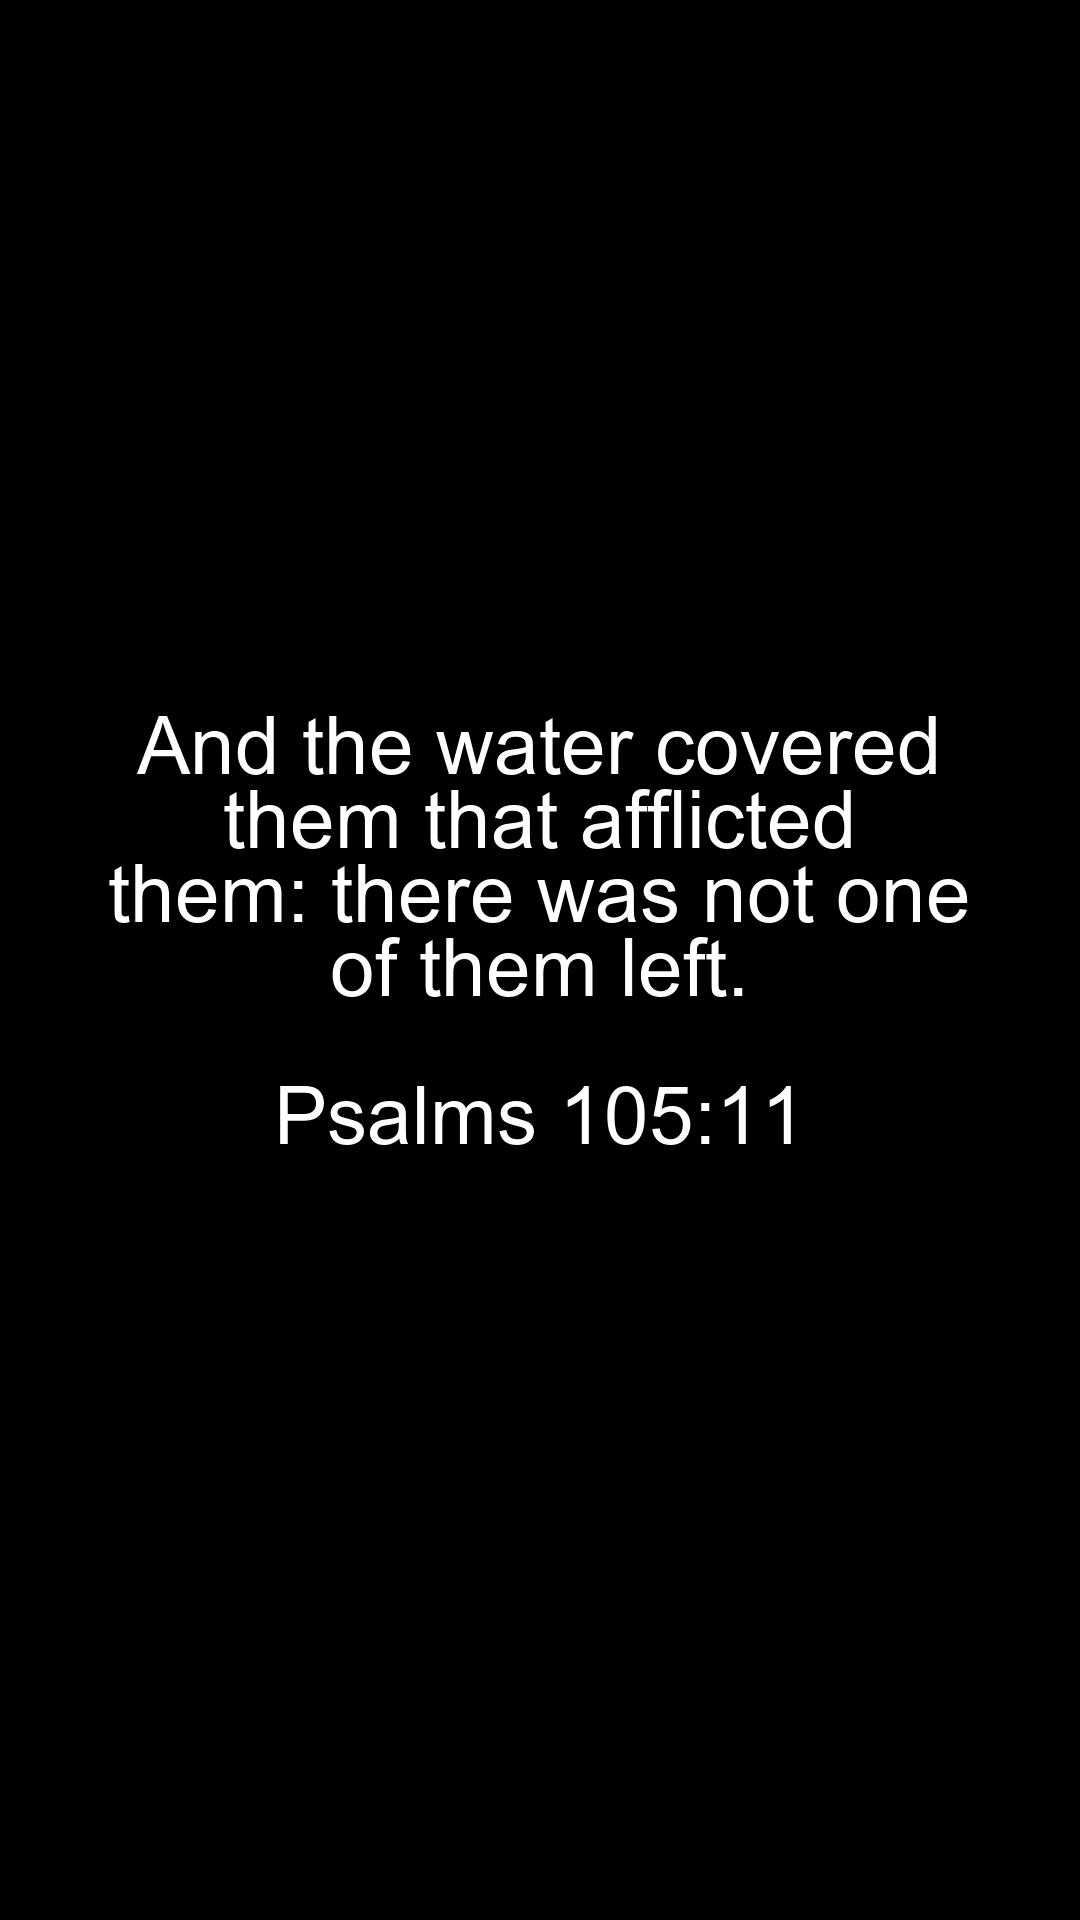 And the water covered
them that afflicted
them: there was not one
of them left.
Psalms 105:11